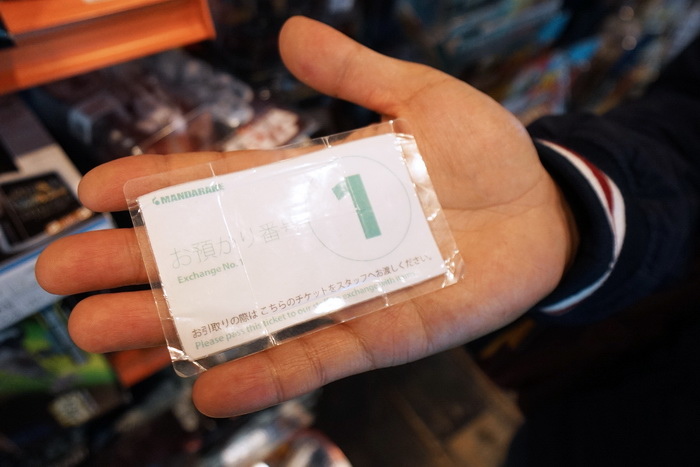 MANDARAKE
お預かり番号
1
Exchange No.
お引取りの際は こちらのチケットをスタッフへお渡しください。
Please pass this ticket to our exchange